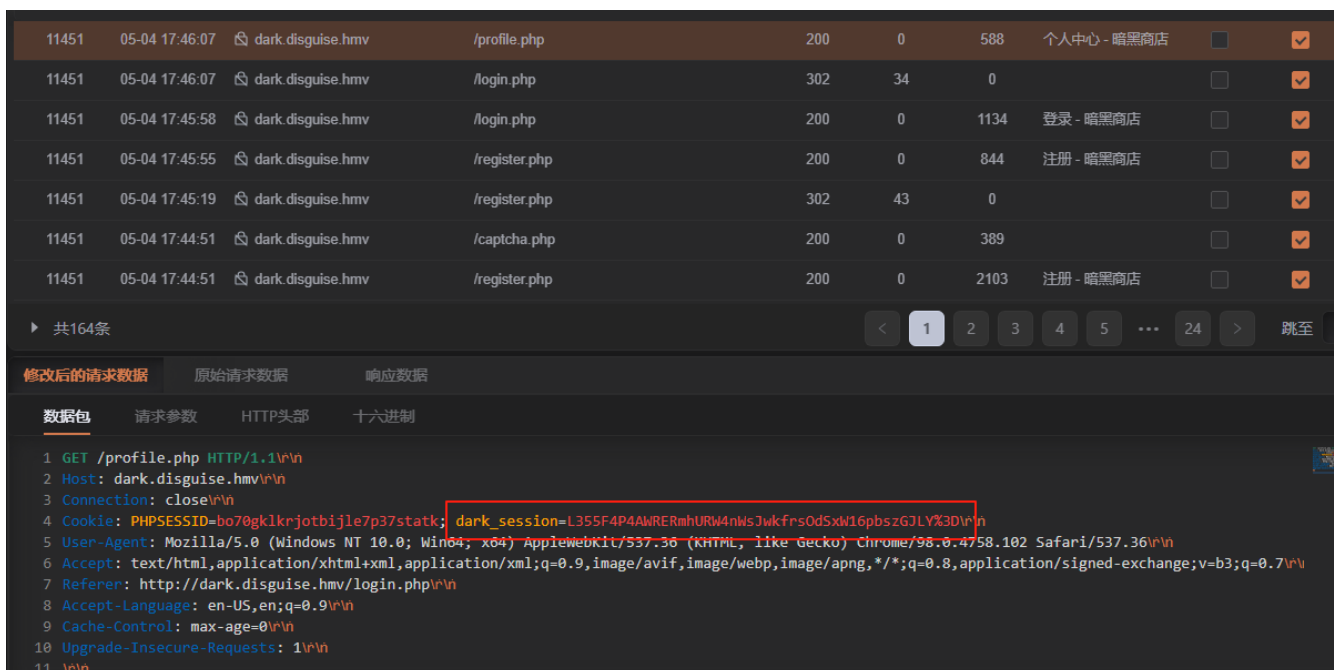 11451 05-04 17:46:07 dark.disguise.hmv /profile.php 200 0 588 个人中心 - 暗黑商店
11451 05-04 17:46:07 dark.disguise.hmv /login.php 302 34 0
11451 05-04 17:45:58 dark.disguise.hmv /login.php 200 0 1134 登录 - 暗黑商店
11451 05-04 17:45:55 dark.disguise.hmv /register.php 200 0 844 注册 - 暗黑商店
11451 05-04 17:45:19 dark.disguise.hmv /register.php 302 43 0
11451 05-04 17:44:51 dark.disguise.hmv /captcha.php 200 0 389
11451 05-04 17:44:51 dark.disguise.hmv /register.php 200 0 2103 注册 - 暗黑商店
共164条 < 1 2 3 4 5 ••• 24 > 跳至
修改后的请求数据 原始请求数据 响应数据
数据包 请求参数 HTTP头部 十六进制
1 GET /profile.php HTTP/1.1\r\n
2 Host: dark.disguise.hmv\r\n
3 Connection: close\r\n
4 Cookie: PHPSESSID=bo70gklkrjotbijle7p37statk; dark_session=L355F4P4AWRERmhURW4nWsJwkfrsOdSxW16pbszGJLY%3D\r\n
5 User-Agent: Mozilla/5.0 (Windows NT 10.0; Win64; x64) AppleWebKit/537.36 (KHTML, like Gecko) Chrome/98.0.4758.102 Safari/537.36\r\n
6 Accept: text/html,application/xhtml+xml,application/xml;q=0.9,image/avif,image/webp,image/apng,*/*;q=0.8,application/signed-exchange;v=b3;q=0.7\r\
7 Referer: http://dark.disguise.hmv/login.php\r\n
8 Accept-Language: en-US,en;q=0.9\r\n
9 Cache-Control: max-age=0\r\n
10 Upgrade-Insecure-Requests: 1\r\n
11 \r\n